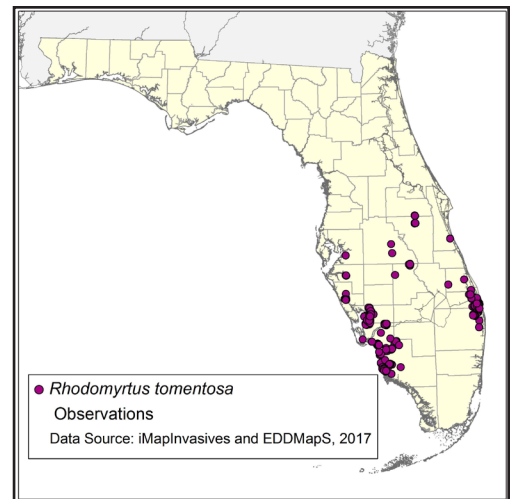 Rhodomyrtus tomentosa
Observations
Data Source: iMapInvasives and EDDMapS, 2017